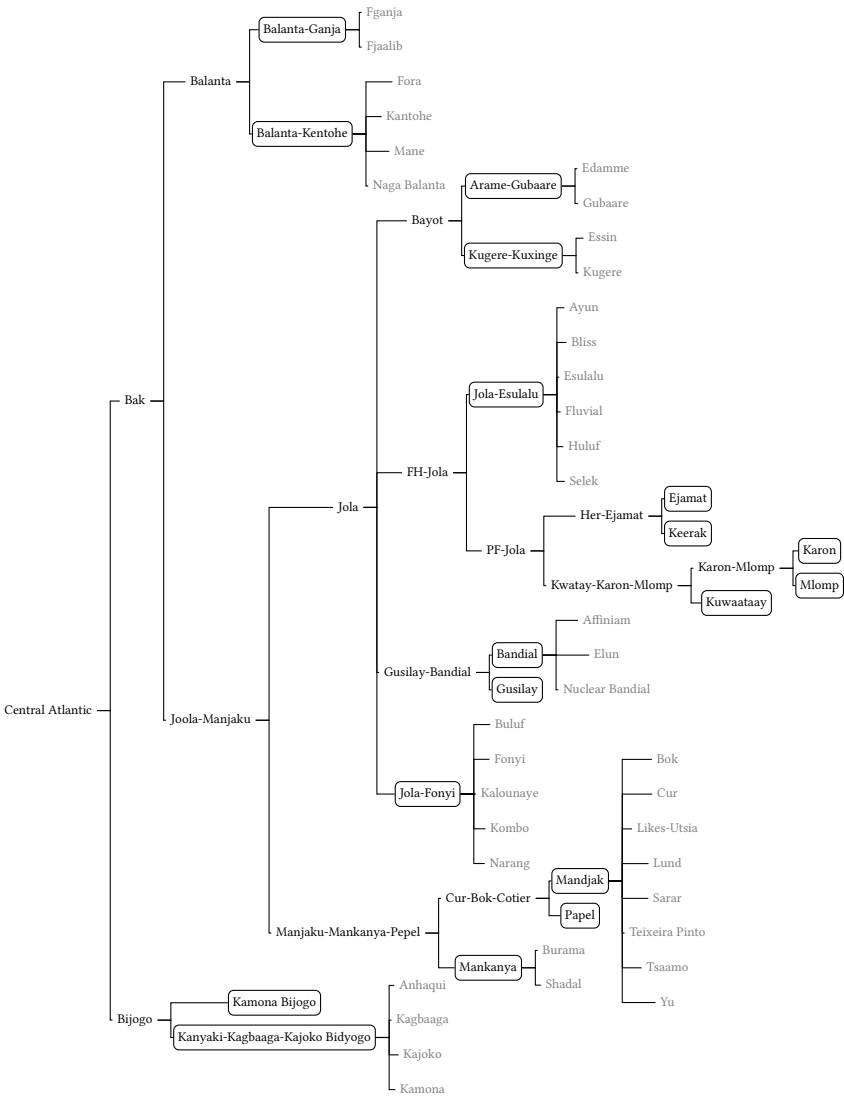 Fganja
Balanta-Ganja
Fjaalib
Balanta
Fora
Kantohe
Balanta-Kentohe
Mane
Naga Balanta
Edamme
Arame-Gubaare
Gubaare
Bayot
Essin
Kugere-Kuxinge
Kugere
Ayun
Bliss
Esulalu
Jola-Esulalu
Bak
Fluvial
Huluf
FH-Jola
Selek
Ejamat
Jola
Her-Ejamat
Keerak
PF-Jola
Karon
Karon-Mlomp
Kwatay-Karon-Mlomp
Mlomp
Kuwaataay
Affiniam
Bandial
Elun
Gusilay-Bandial
Gusilay
Nuclear Bandial
Central Atlantic
Joola-Manjaku
Buluf
Fonyi
Bok
Jola-Fonyi
Kalounaye
Cur
Kombo
Likes-Utsia
Narang
Lund
Mandjak
Cur-Bok-Cotier
Sarar
Papel
Manjaku-Mankanya-Pepel
Teixeira Pinto
Burama
Mankanya
Tsaamo
Shadal
Anhaqui
Kamona Bijogo
Yu
Bijogo
Kagbaaga
Kanyaki-Kagbaaga-Kajoko Bidyogo
Kajoko
Kamona